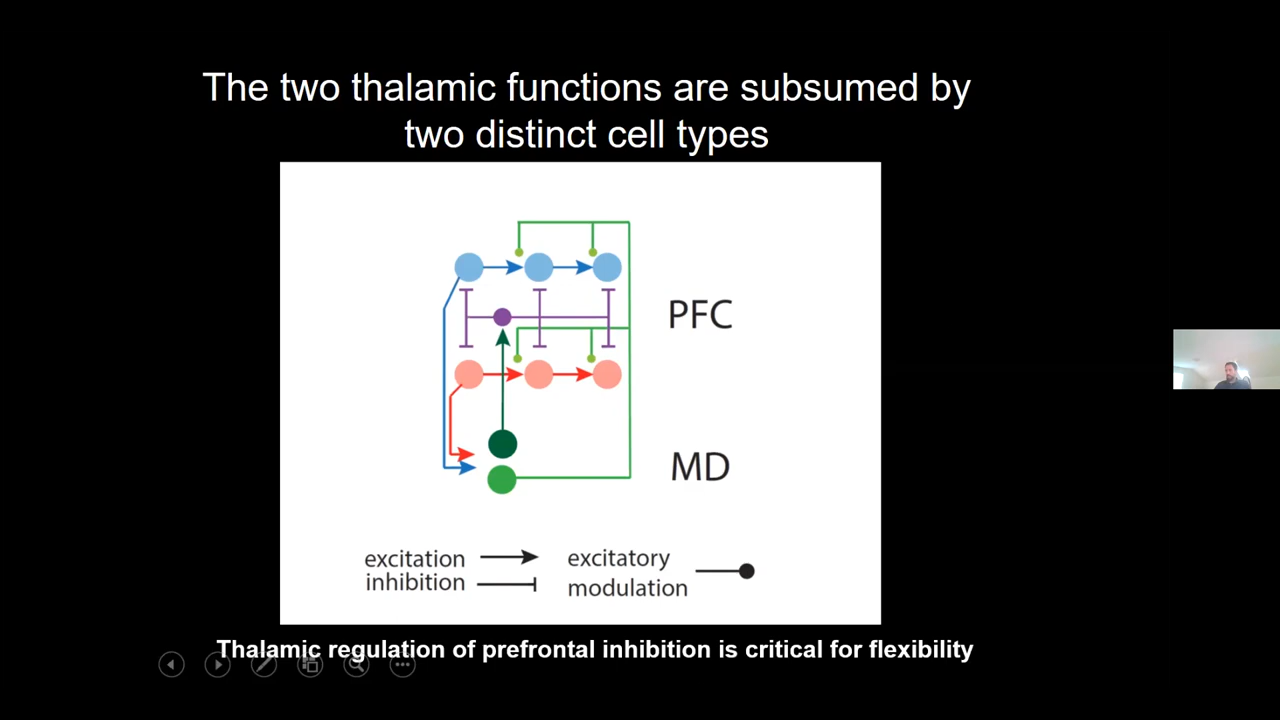 The two thalamic functions are subsumed by
two distinct cell types
PFC
MD
excitation
inhibition
excitatory
modulation
Thalamic regulation of prefrontal inhibition is critical for flexibility